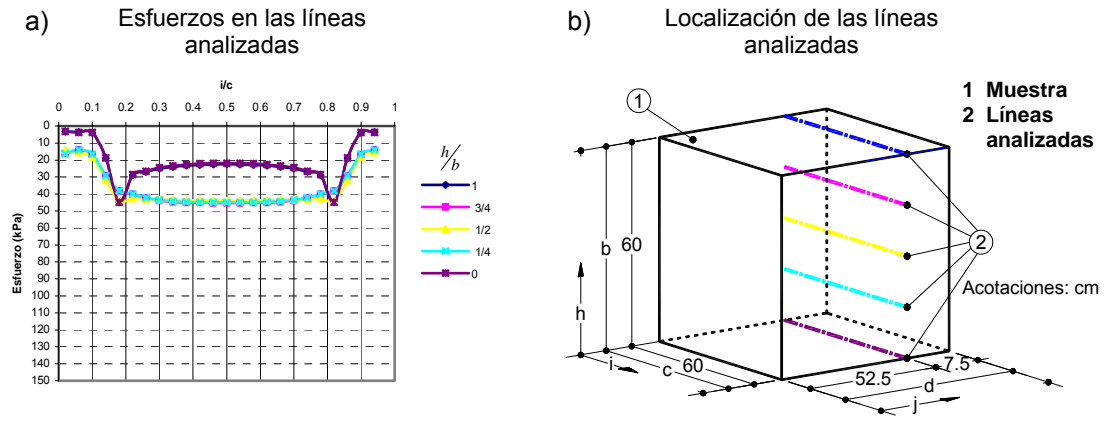 a)
Esfuerzos en las líneas
analizadas
i/c
0 0.1 0.2 0.3 0.4 0.5 0.6 0.7 0.8 0.9 1
0
10
20
30
40
50
60
70
80
90
100
110
120
130
140
150
Esfuerzo (kPa)
h/b
1
3/4
1/2
1/4
0
b)
Localización de las líneas
analizadas
1 Muestra
2 Líneas
analizadas
1
2
b
60
h
Acotaciones: cm
i
c
60
52.5
7.5
d
j